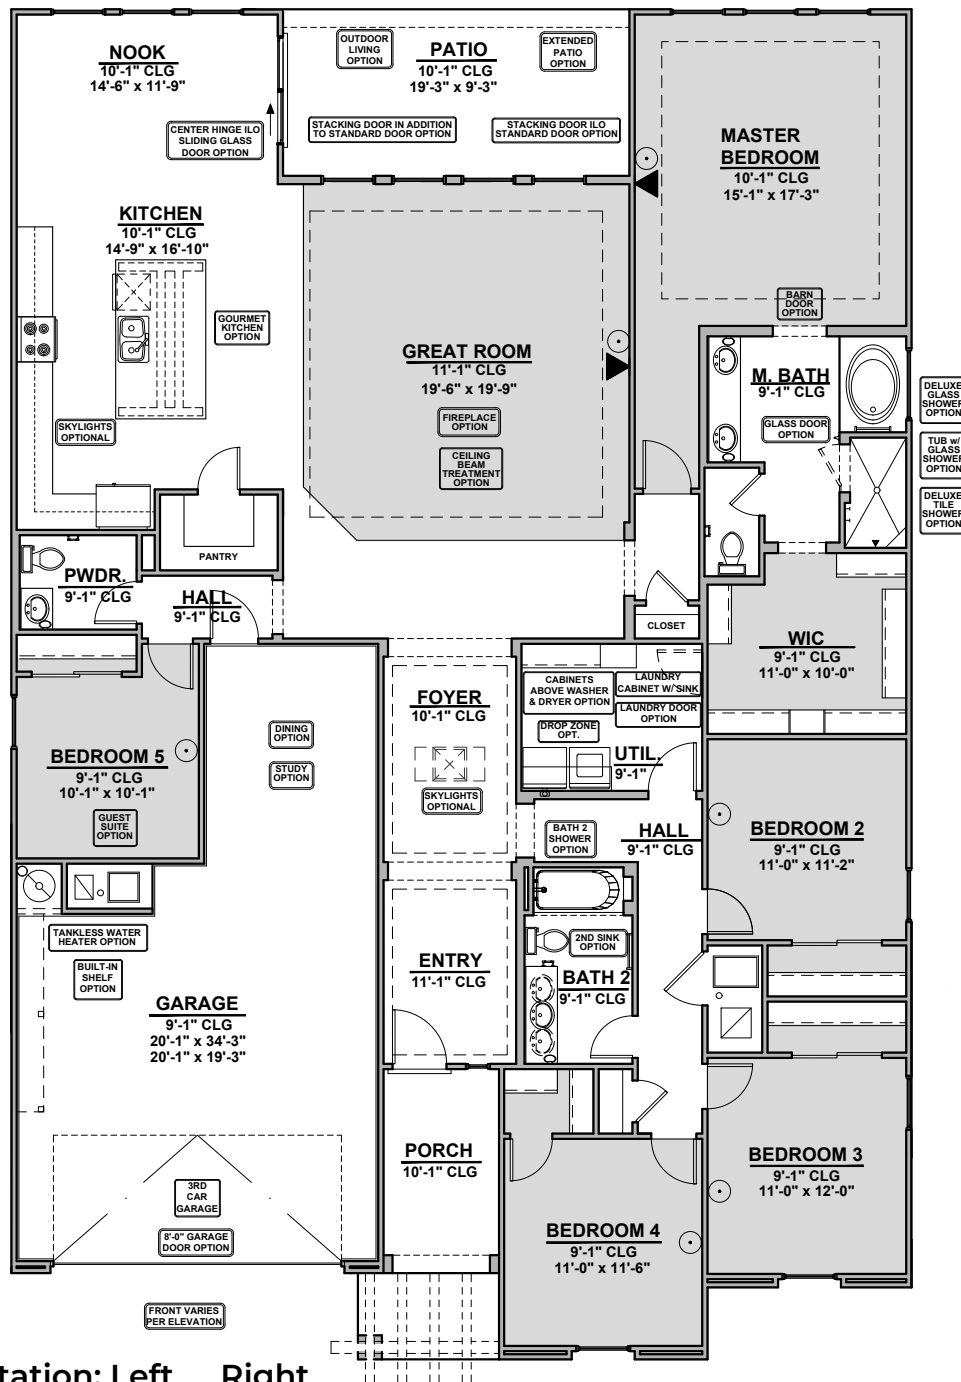 NOOK
10'-1" CLG
14'-6" x 11'-9"
OUTDOOR
LIVING
OPTION
PATIO
10'-1" CLG
19'-3" x 9'-3"
EXTENDED
PATIO
OPTION
CENTER HINGE ILO
SLIDING GLASS
DOOR OPTION
STACKING DOOR IN ADDITION
TO STANDARD DOOR OPTION
STACKING DOOR ILO
STANDARD DOOR OPTION
MASTER
BEDROOM
10'-1" CLG
15'-1" x 17'-3"
KITCHEN
10'-1" CLG
14'-9" x 16'-10"
GOURMET
KITCHEN
OPTION
BARN
DOOR
OPTION
GREAT ROOM
11'-1" CLG
19'-6" x 19'-9"
FIREPLACE
OPTION
CEILING
BEAM
TREATMENT
OPTION
M. BATH
9'-1" CLG
GLASS DOOR
OPTION
DELUXE
GLASS
SHOWER
OPTION
TUB w/
GLASS
SHOWER
OPTION
DELUXE
TILE
SHOWER
OPTION
SKYLIGHTS
OPTIONAL
PANTRY
PWDR.
9'-1" CLG
HALL
9'-1" CLG
CLOSET
WIC
9'-1" CLG
11'-0" x 10'-0"
FOYER
10'-1" CLG
SKYLIGHTS
OPTIONAL
CABINETS
ABOVE WASHER
& DRYER OPTION
LAUNDRY
CABINET W/ SINK
LAUNDRY DOOR
OPTION
DROP ZONE
OPT.
UTIL.
9'-1"
DINING
OPTION
STUDY
OPTION
BEDROOM 5
9'-1" CLG
10'-1" x 10'-1"
GUEST
SUITE
OPTION
BATH 2
SHOWER
OPTION
HALL
9'-1" CLG
BEDROOM 2
9'-1" CLG
11'-0" x 11'-2"
TANKLESS WATER
HEATER OPTION
BUILT-IN
SHELF
OPTION
ENTRY
11'-1" CLG
2ND SINK
OPTION
BATH 2
9'-1" CLG
GARAGE
9'-1" CLG
20'-1" x 34'-3"
20'-1" x 19'-3"
PORCH
10'-1" CLG
BEDROOM 3
9'-1" CLG
11'-0" x 12'-0"
3RD
CAR
GARAGE
8'-0" GARAGE
DOOR OPTION
BEDROOM 4
9'-1" CLG
11'-0" x 11'-6"
FRONT VARIES
PER ELEVATION
tation: Left Right